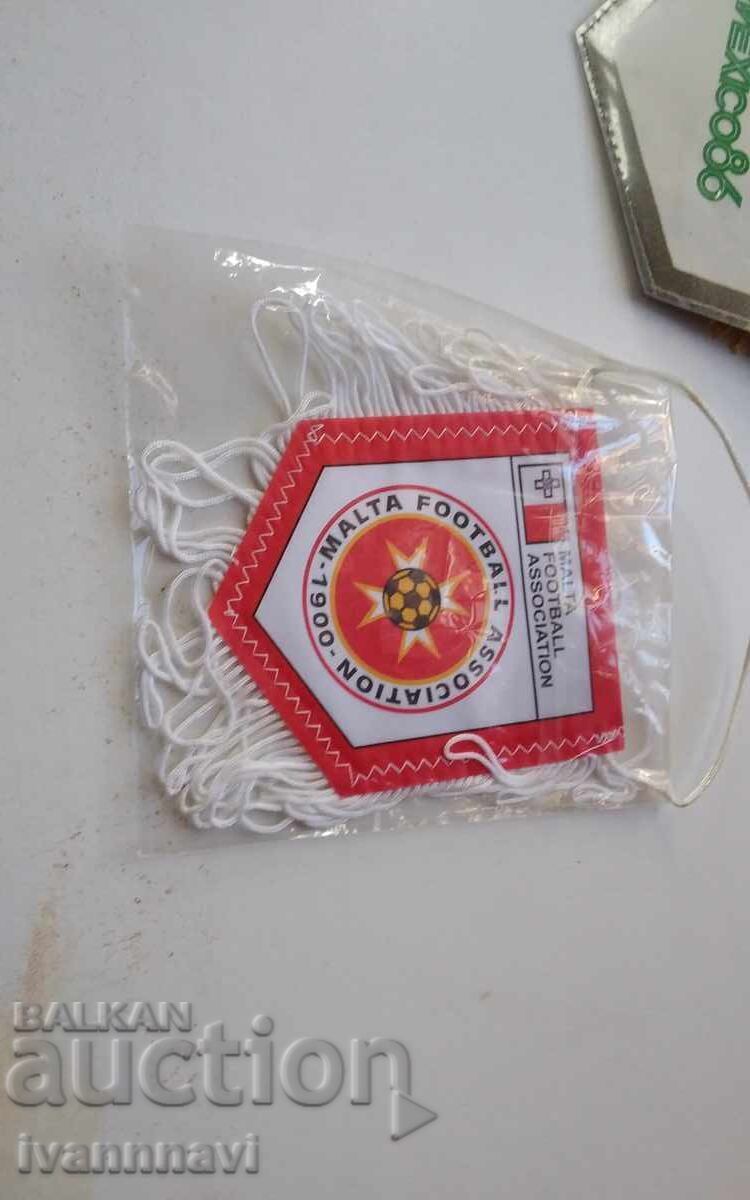 MEXICO86
MALTA
FOOTBALL
ASSOCIATION
MALTA FOOTBALL ASSOCIATION-1900-
BALKAN
auction
ivannnavi